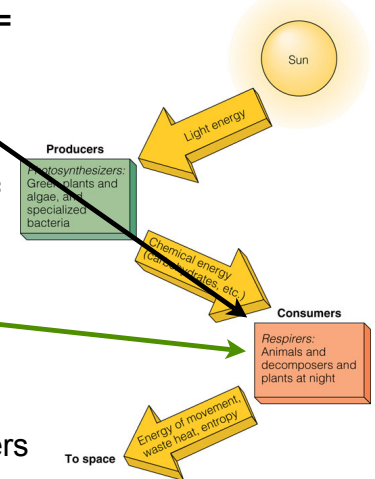 =
Sun
Light energy
Producers
Photosynthesizers:
Green plants and
algae, and
specialized
bacteria
Chemical energy
(carbohydrates, etc.)
Consumers
Respirers:
Animals and
decomposers and
plants at night
Energy of movement,
waste heat, entropy
ers
To space